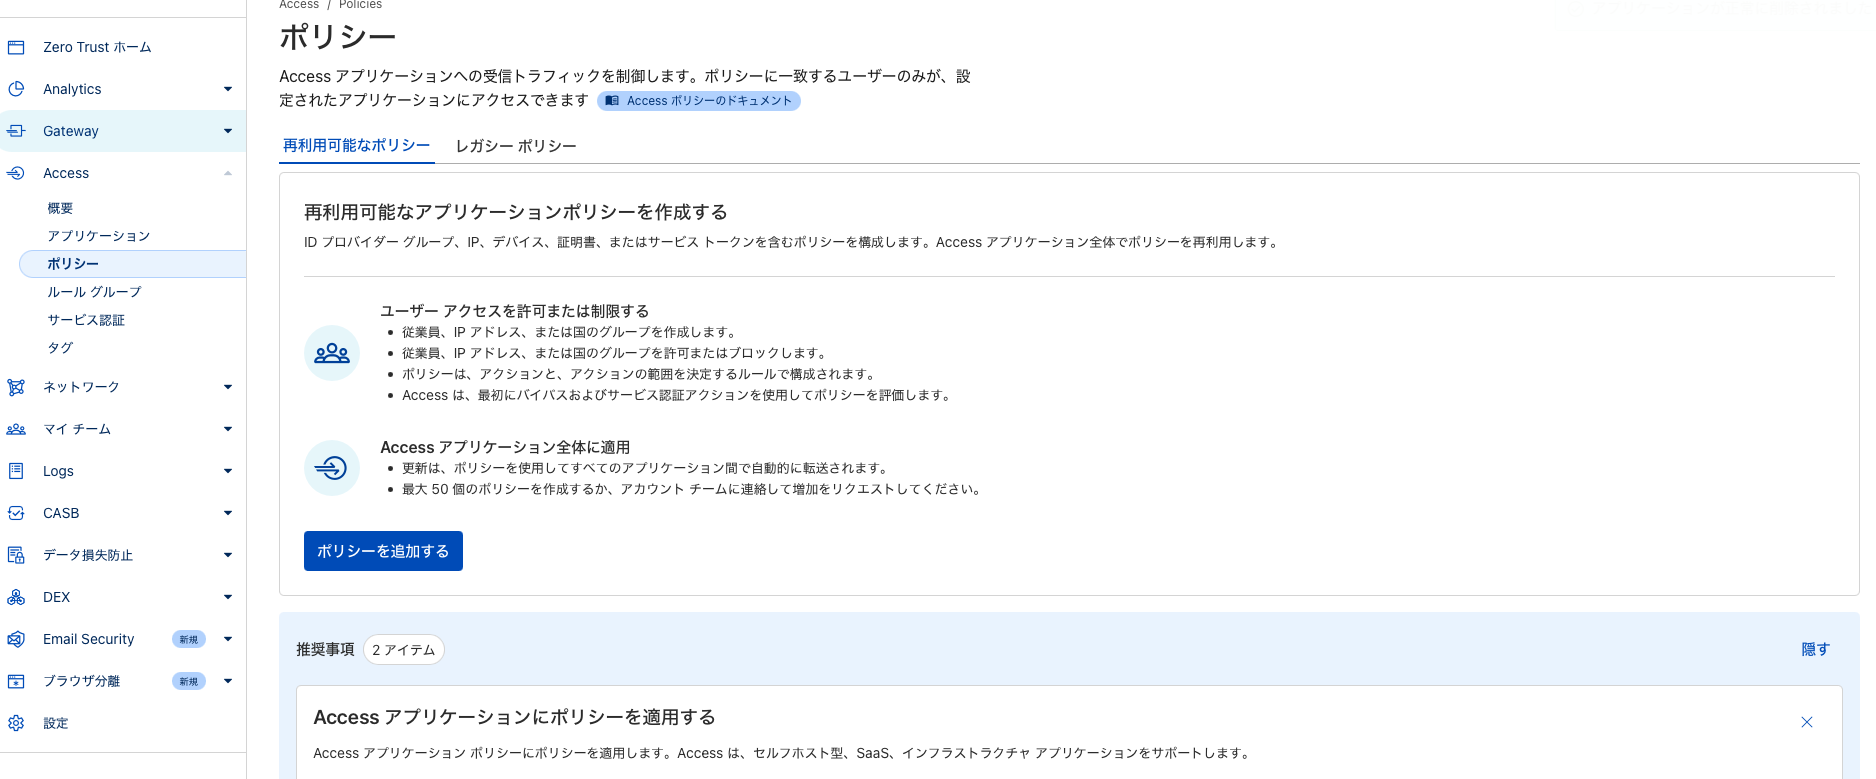 Zero Trust ホーム
Analytics
Gateway
Access
概要
アプリケーション
ポリシー
ルール グループ
サービス認証
タグ
ネットワーク
マイ チーム
Logs
CASB
データ損失防止
DEX
Email Security 新規
ブラウザ分離 新規
設定
Access / Policies
ポリシー
Access アプリケーションへの受信トラフィックを制御します。ポリシーに一致するユーザーのみが、設
定されたアプリケーションにアクセスできます Access ポリシーのドキュメント
再利用可能なポリシー レガシー ポリシー
再利用可能なアプリケーションポリシーを作成する
ID プロバイダー グループ、IP、デバイス、証明書、またはサービス トークンを含むポリシーを構成します。Access アプリケーション全体でポリシーを再利用します。
ユーザー アクセスを許可または制限する
• 従業員、IP アドレス、または国のグループを作成します。
• 従業員、IP アドレス、または国のグループを許可またはブロックします。
• ポリシーは、アクションと、アクションの範囲を決定するルールで構成されます。
• Access は、最初にバイパスおよびサービス認証アクションを使用してポリシーを評価します。
Access アプリケーション全体に適用
• 更新は、ポリシーを使用してすべてのアプリケーション間で自動的に転送されます。
• 最大 50 個のポリシーを作成するか、アカウント チームに連絡して増加をリクエストしてください。
ポリシーを追加する
推奨事項 2 アイテム 隠す
Access アプリケーションにポリシーを適用する
Access アプリケーション ポリシーにポリシーを適用します。Access は、セルフホスト型、SaaS、インフラストラクチャ アプリケーションをサポートします。